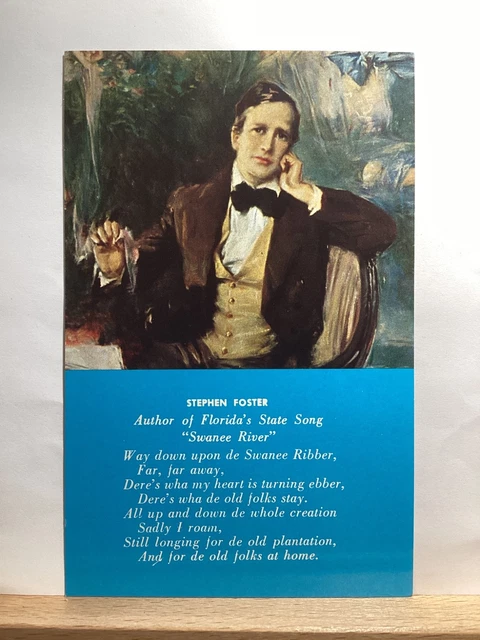 STEPHEN FOSTER
Author of Florida's State Song
"Swanee River"
Way down upon de Swanee Ribber,
Far, far away,
Dere's wha my heart is turning ebber,
Dere's wha de old folks stay.
All up and down de whole creation
Sadly I roam,
Still longing for de old plantation,
And for de old folks at home.